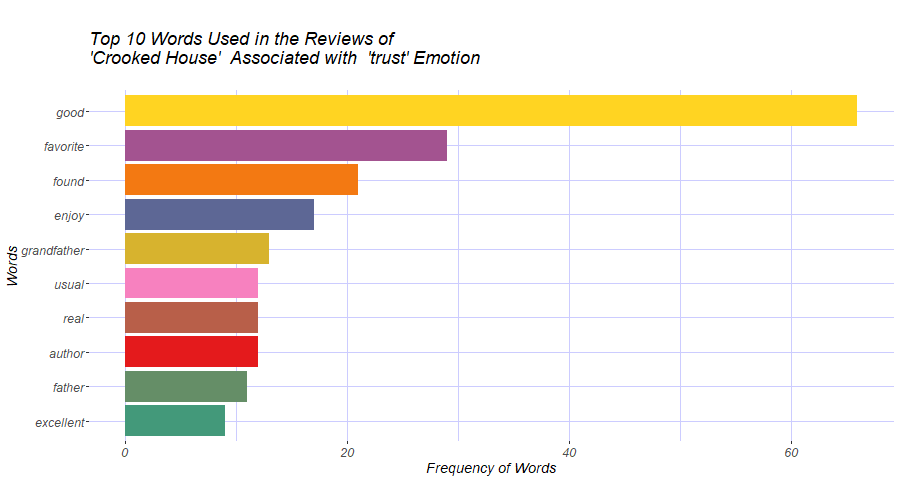 Top 10 Words Used in the Reviews of
'Crooked House'  Associated with  'trust' Emotion
Words
good
favorite
found
enjoy
grandfather
usual
real
author
father
excellent
0 20 40 60
Frequency of Words